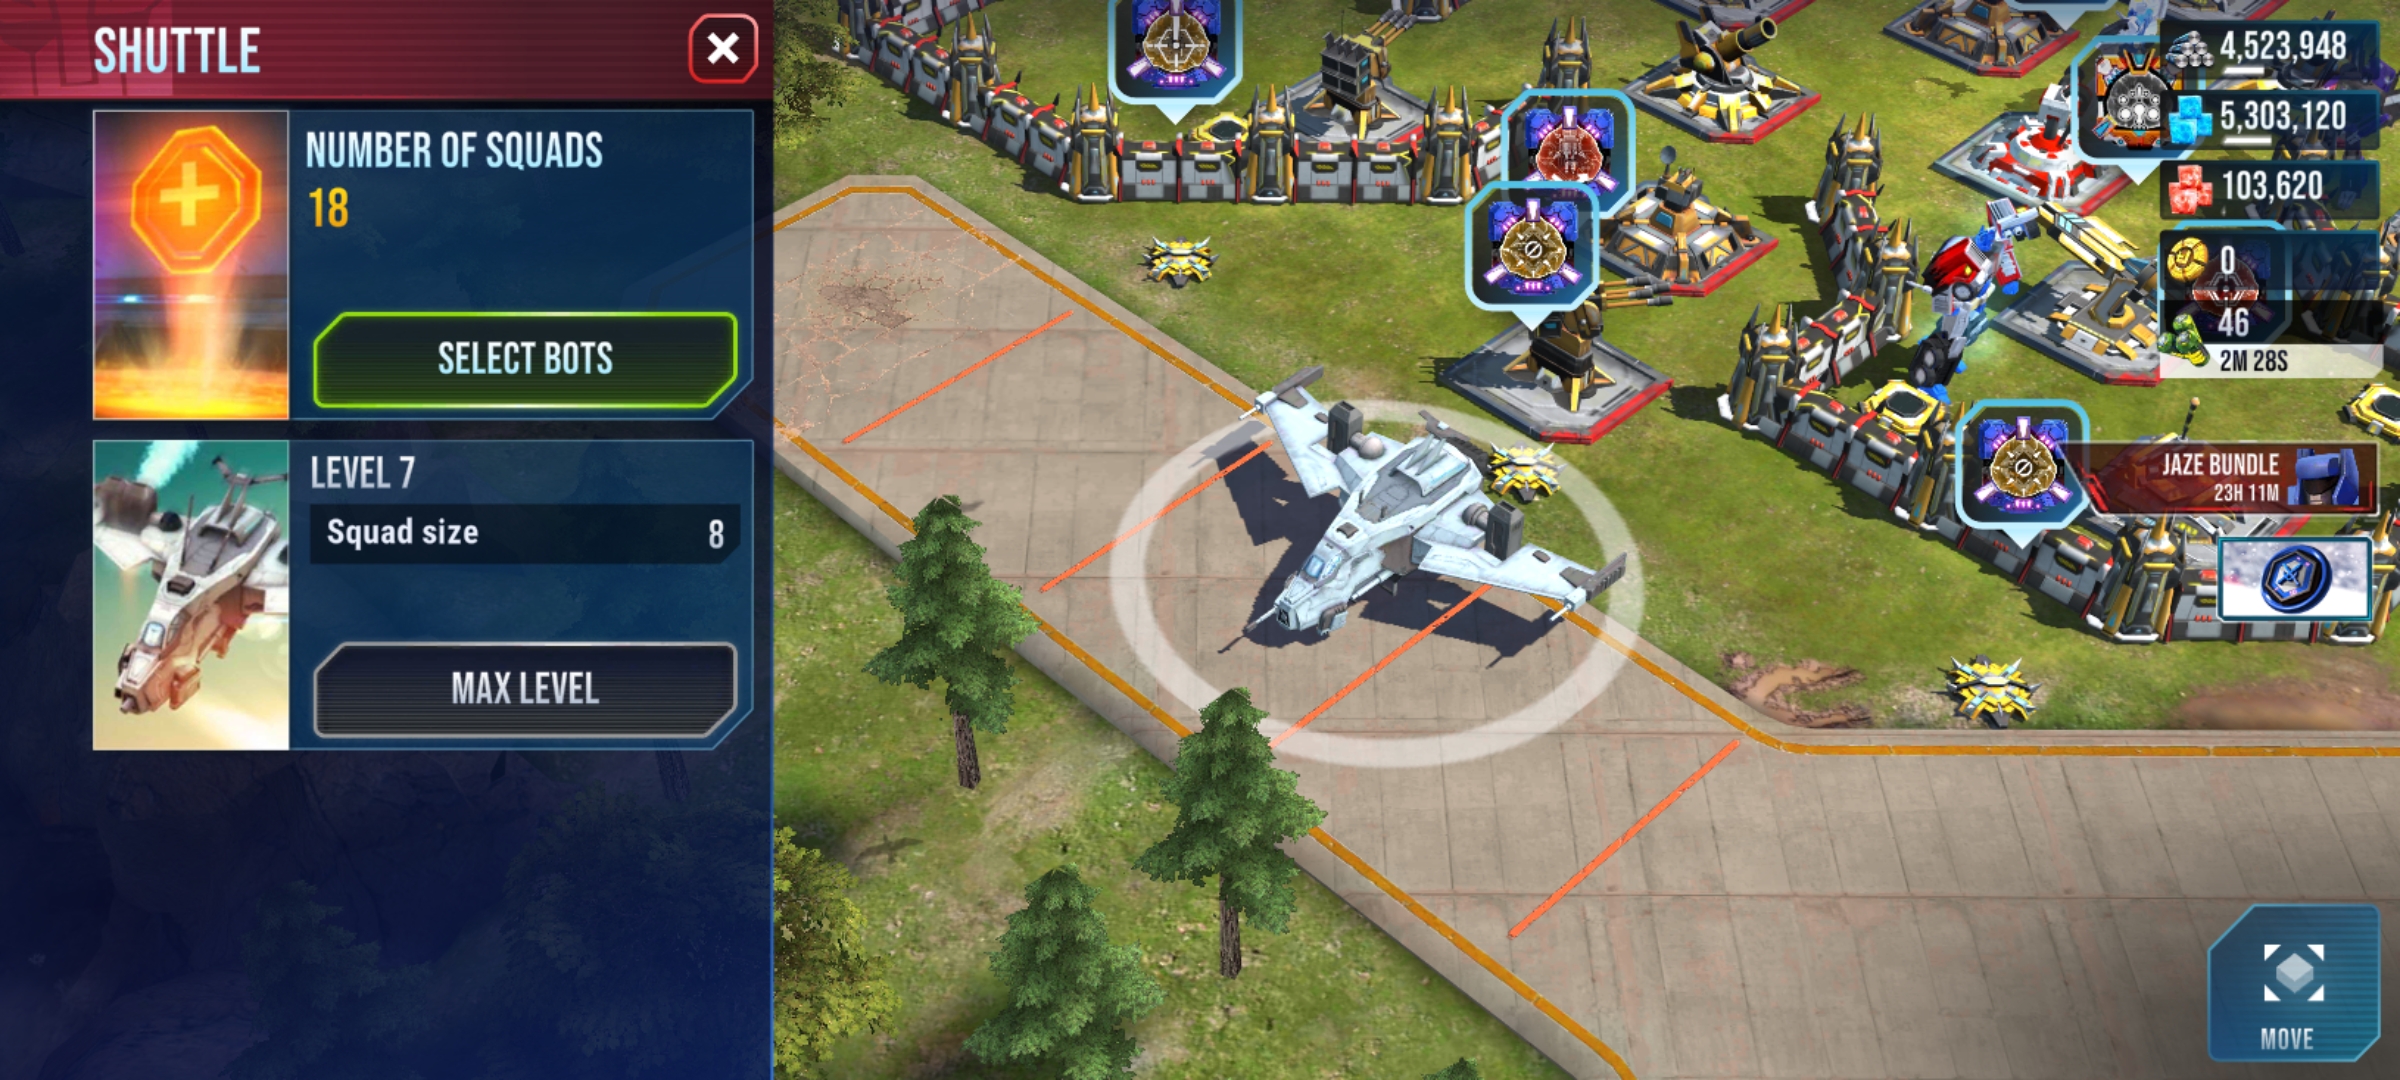 SHUTTLE
NUMBER OF SQUADS
18
SELECT BOTS
LEVEL 7
Squad size 8
MAX LEVEL
4,523,948
5,303,120
103,620
0
46
2M 28S
JAZE BUNDLE
23H 11M
MOVE